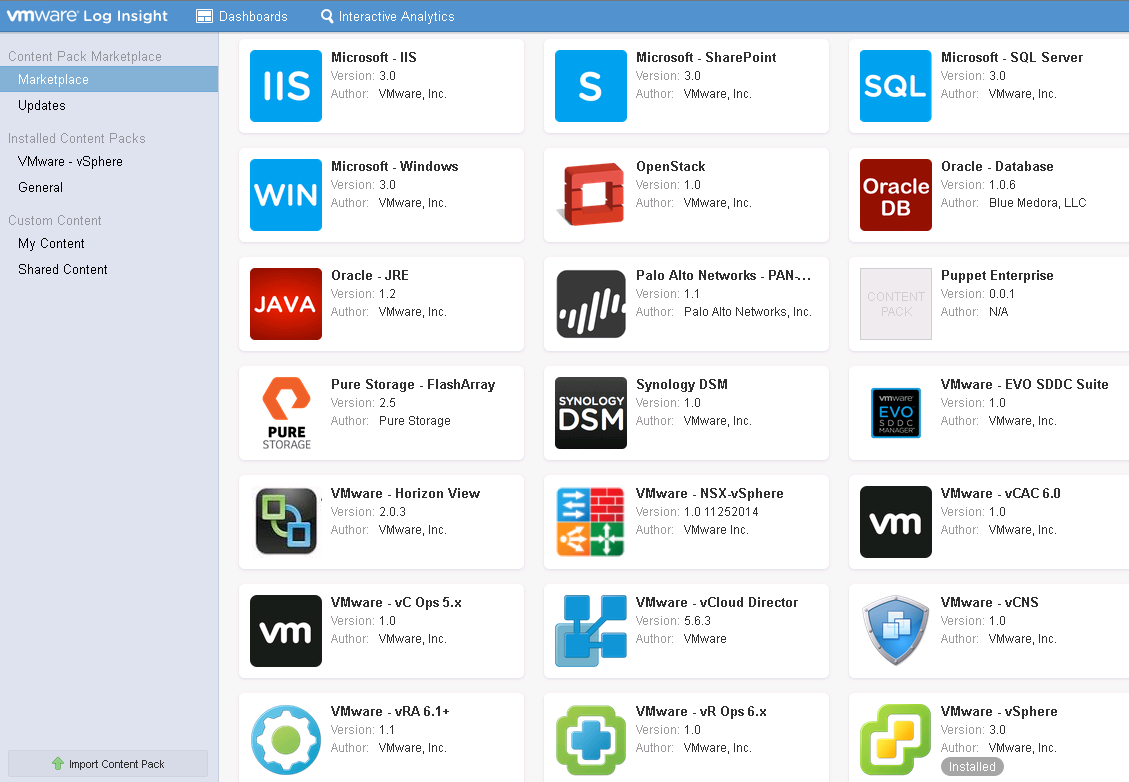 vmware Log Insight
Dashboards
Interactive Analytics
Content Pack Marketplace
Marketplace
Updates
Installed Content Packs
VMware - vSphere
General
Custom Content
My Content
Shared Content
Import Content Pack
IIS
Microsoft - IIS
Version: 3.0
Author: VMware, Inc.
S
Microsoft - SharePoint
Version: 3.0
Author: VMware, Inc.
SQL
Microsoft - SQL Server
Version: 3.0
Author: VMware, Inc.
WIN
Microsoft - Windows
Version: 3.0
Author: VMware, Inc.
OpenStack
Version: 1.0
Author: VMware, Inc.
Oracle
DB
Oracle - Database
Version: 1.0.6
Author: Blue Medora, LLC
JAVA
Oracle - JRE
Version: 1.2
Author: VMware, Inc.
Palo Alto Networks - PAN-...
Version: 1.1
Author: Palo Alto Networks, Inc.
CONTENT
PACK
Puppet Enterprise
Version: 0.0.1
Author: N/A
PURE
STORAGE
Pure Storage - FlashArray
Version: 2.5
Author: Pure Storage
SYNOLOGY
DSM
Synology DSM
Version: 1.0
Author: VMware, Inc.
vmware
EVO
SDDC
MANAGER
VMware - EVO SDDC Suite
Version: 1.0
Author: VMware, Inc.
VMware - Horizon View
Version: 2.0.3
Author: VMware, Inc.
VMware - NSX-vSphere
Version: 1.0 11252014
Author: VMware Inc.
vm
VMware - vCAC 6.0
Version: 1.0
Author: VMware, Inc.
vm
VMware - vC Ops 5.x
Version: 1.0
Author: VMware, Inc.
VMware - vCloud Director
Version: 5.6.3
Author: VMware
VMware - vCNS
Version: 1.0
Author: VMware, Inc.
VMware - vRA 6.1+
Version: 1.1
Author: VMware, Inc.
VMware - vR Ops 6.x
Version: 1.0
Author: VMware, Inc.
VMware - vSphere
Version: 3.0
Author: VMware, Inc.
Installed